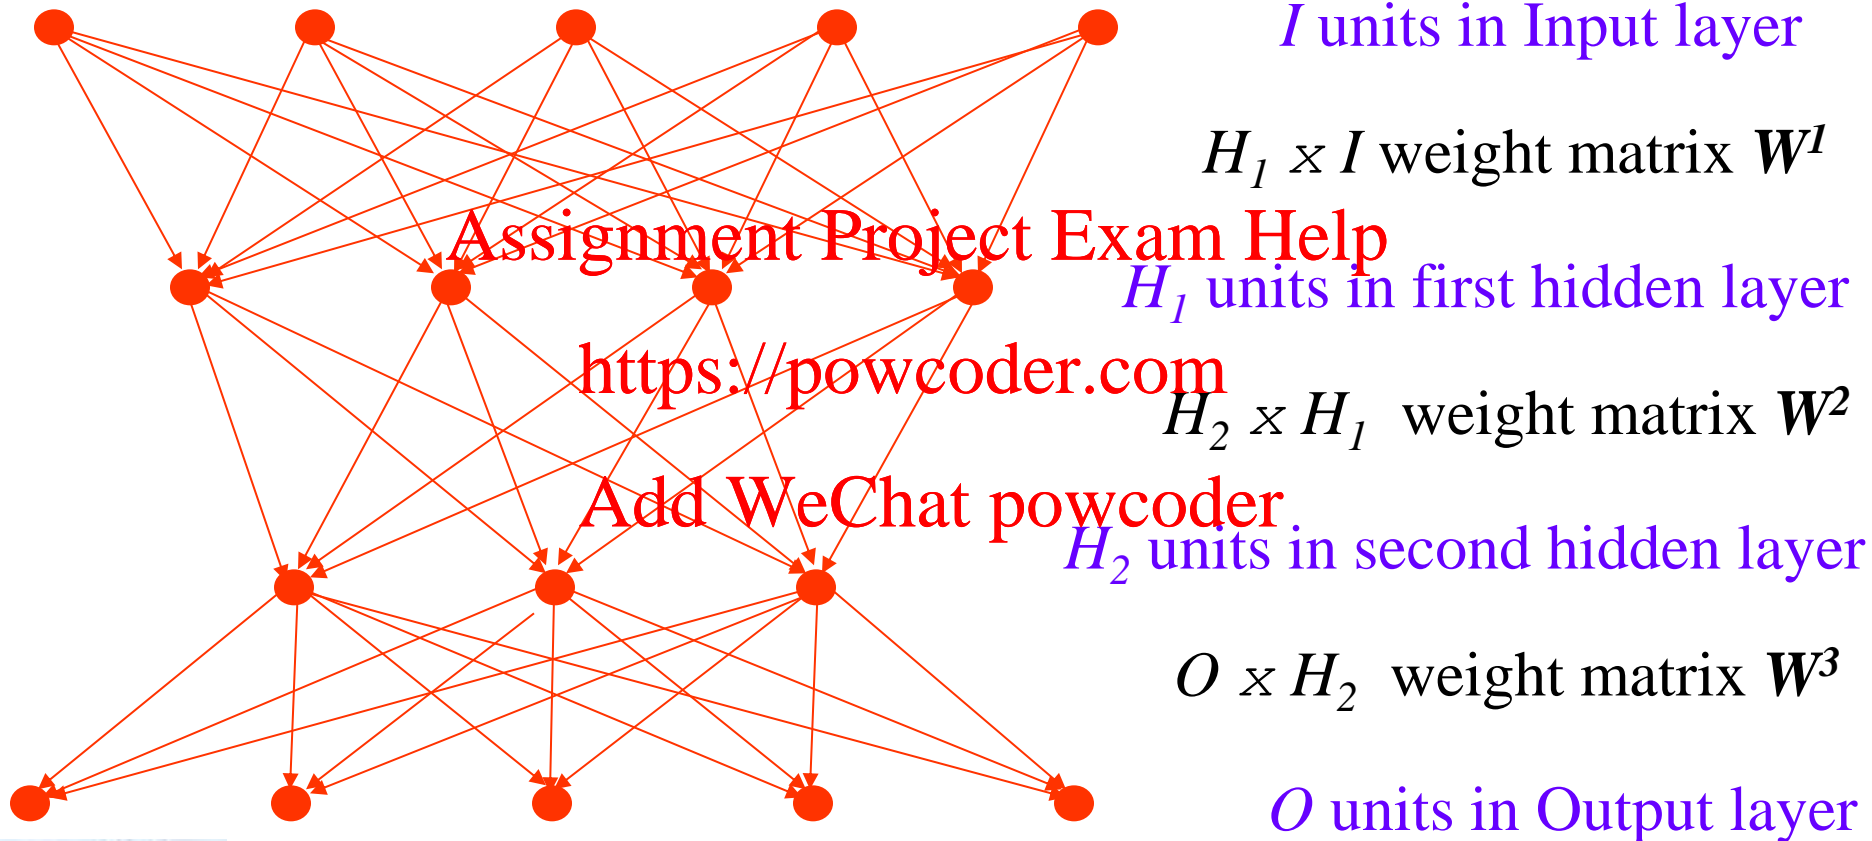 I units in Input layer
H1 x I weight matrix W1
Assignment Project Exam Help
H1 units in first hidden layer
https://powcoder.com
H2 x H1 weight matrix W2
Add WeChat powcoder
H2 units in second hidden layer
O x H2 weight matrix W3
O units in Output layer